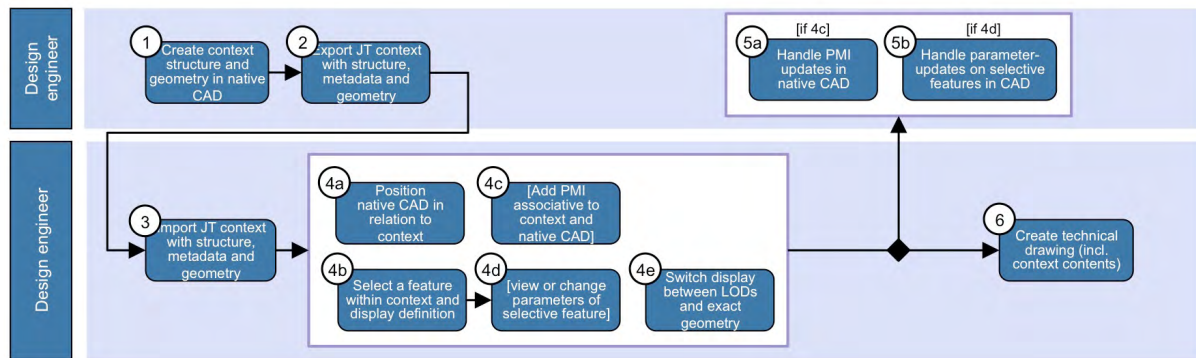 Design
engineer
1
Create context
structure and
geometry in native
CAD
2
Export JT context
with structure,
metadata and
geometry
[if 4c]
5a
Handle PMI
updates in
native CAD
[if 4d]
5b
Handle parameter-
updates on selective
features in CAD
Design engineer
3
Import JT context
with structure,
metadata and
geometry
4a
Position
native CAD in
relation to
context
4c
[Add PMI
associative to
context and
native CAD]
4b
Select a feature
within context and
display definition
4d
[view or change
parameters of
selective feature]
4e
Switch display
between LODs
and exact
geometry
6
Create technical
drawing (incl.
context contents)